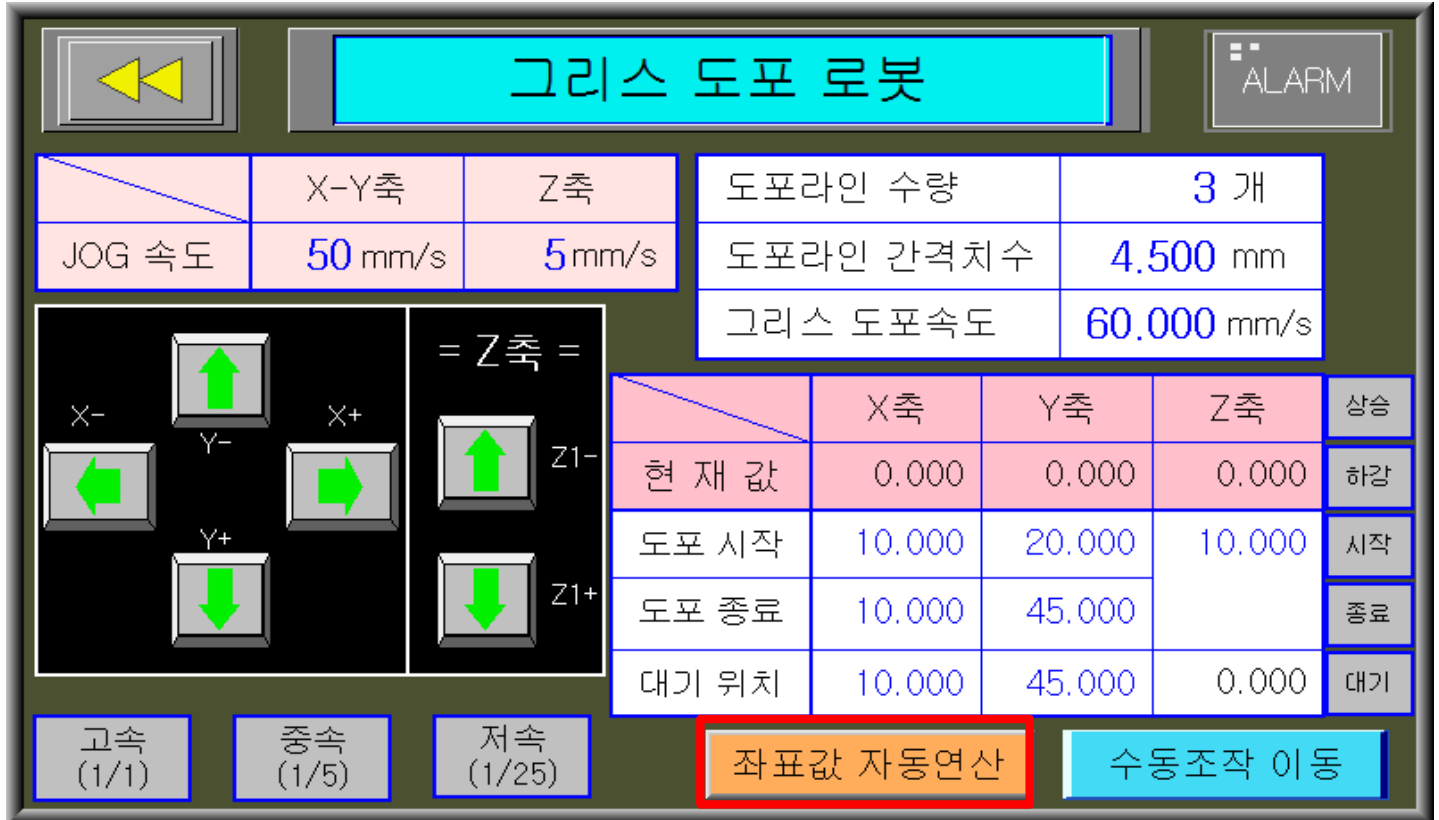 그리스 도포 로봇
ALARM
X-Y축 Z축
JOG 속도 50 mm/s 5 mm/s
도포라인 수량 3 개
도포라인 간격치수 4.500 mm
그리스 도포속도 60.000 mm/s
X-
Y-
X+
Y+
= Z축 =
Z1-
Z1+
X축 Y축 Z축 상승
현 재 값 0.000 0.000 0.000 하강
도포 시작 10.000 20.000 10.000 시작
도포 종료 10.000 45.000 종료
대기 위치 10.000 45.000 0.000 대기
고속
(1/1)
중속
(1/5)
저속
(1/25)
좌표값 자동연산
수동조작 이동